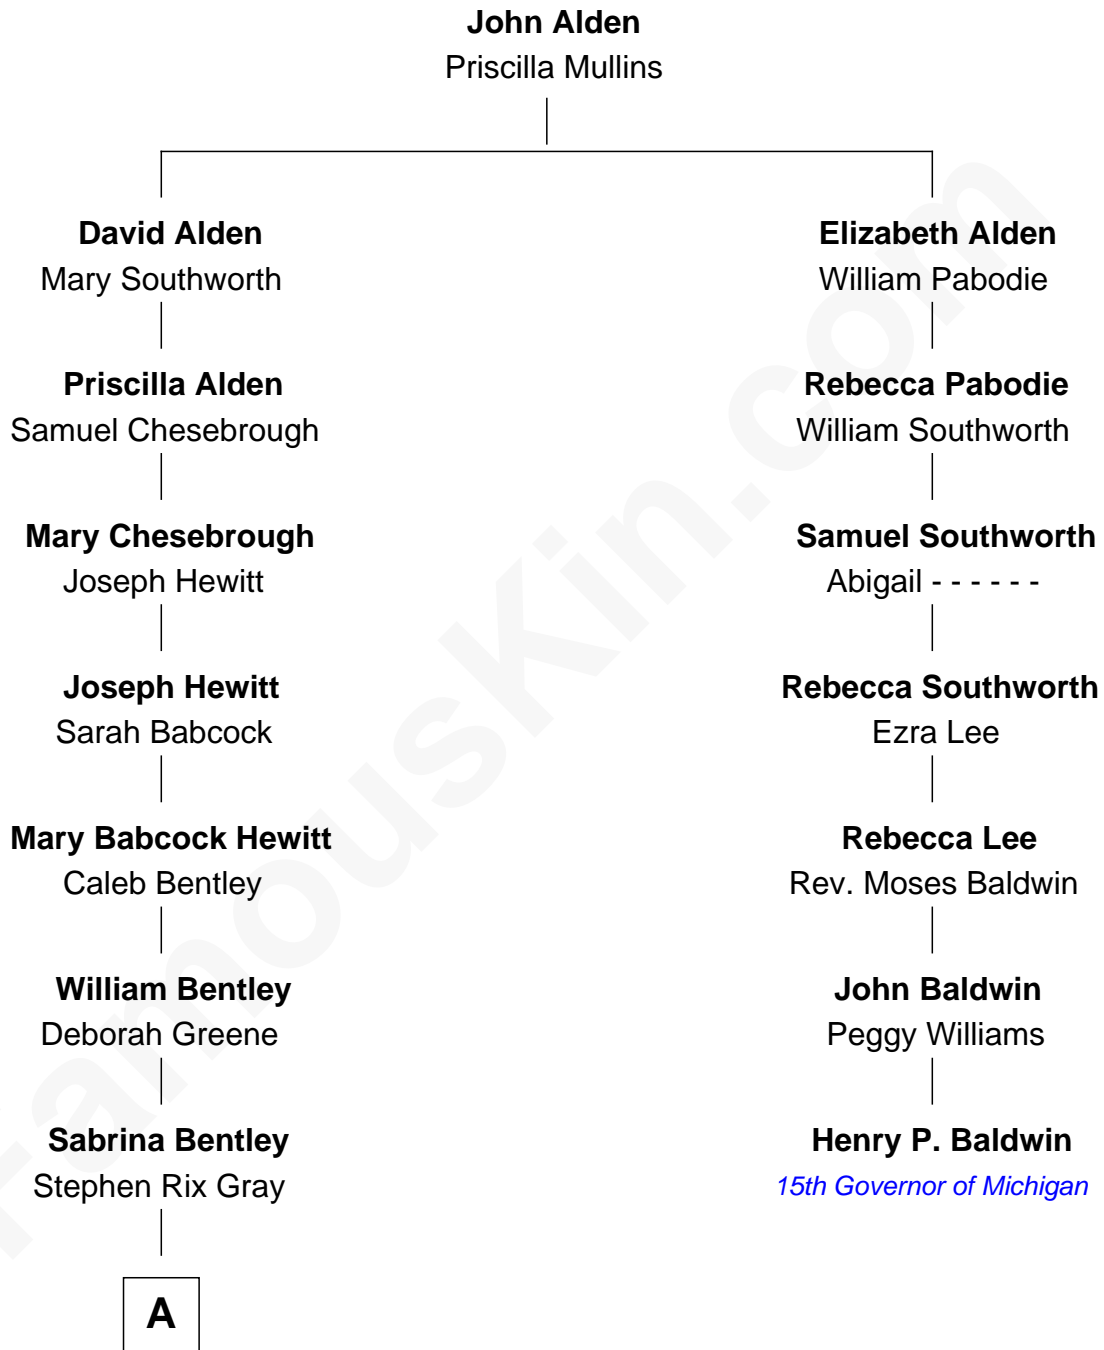 John Alden
Priscilla Mullins
David Alden
Mary Southworth
Elizabeth Alden
William Pabodie
Priscilla Alden
Samuel Chesebrough
Rebecca Pabodie
William Southworth
Mary Chesebrough
Joseph Hewitt
Samuel Southworth
Abigail - - - - - -
Joseph Hewitt
Sarah Babcock
Rebecca Southworth
Ezra Lee
Mary Babcock Hewitt
Caleb Bentley
Rebecca Lee
Rev. Moses Baldwin
William Bentley
Deborah Greene
John Baldwin
Peggy Williams
Sabrina Bentley
Stephen Rix Gray
Henry P. Baldwin
15th Governor of Michigan
A
FamousKin.com